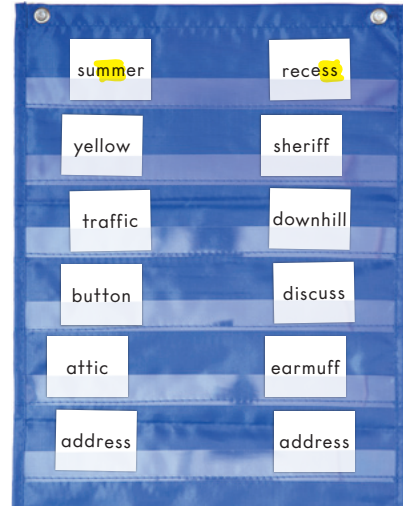 summer recess
yellow sheriff
traffic downhill
button discuss
attic earmuff
address address